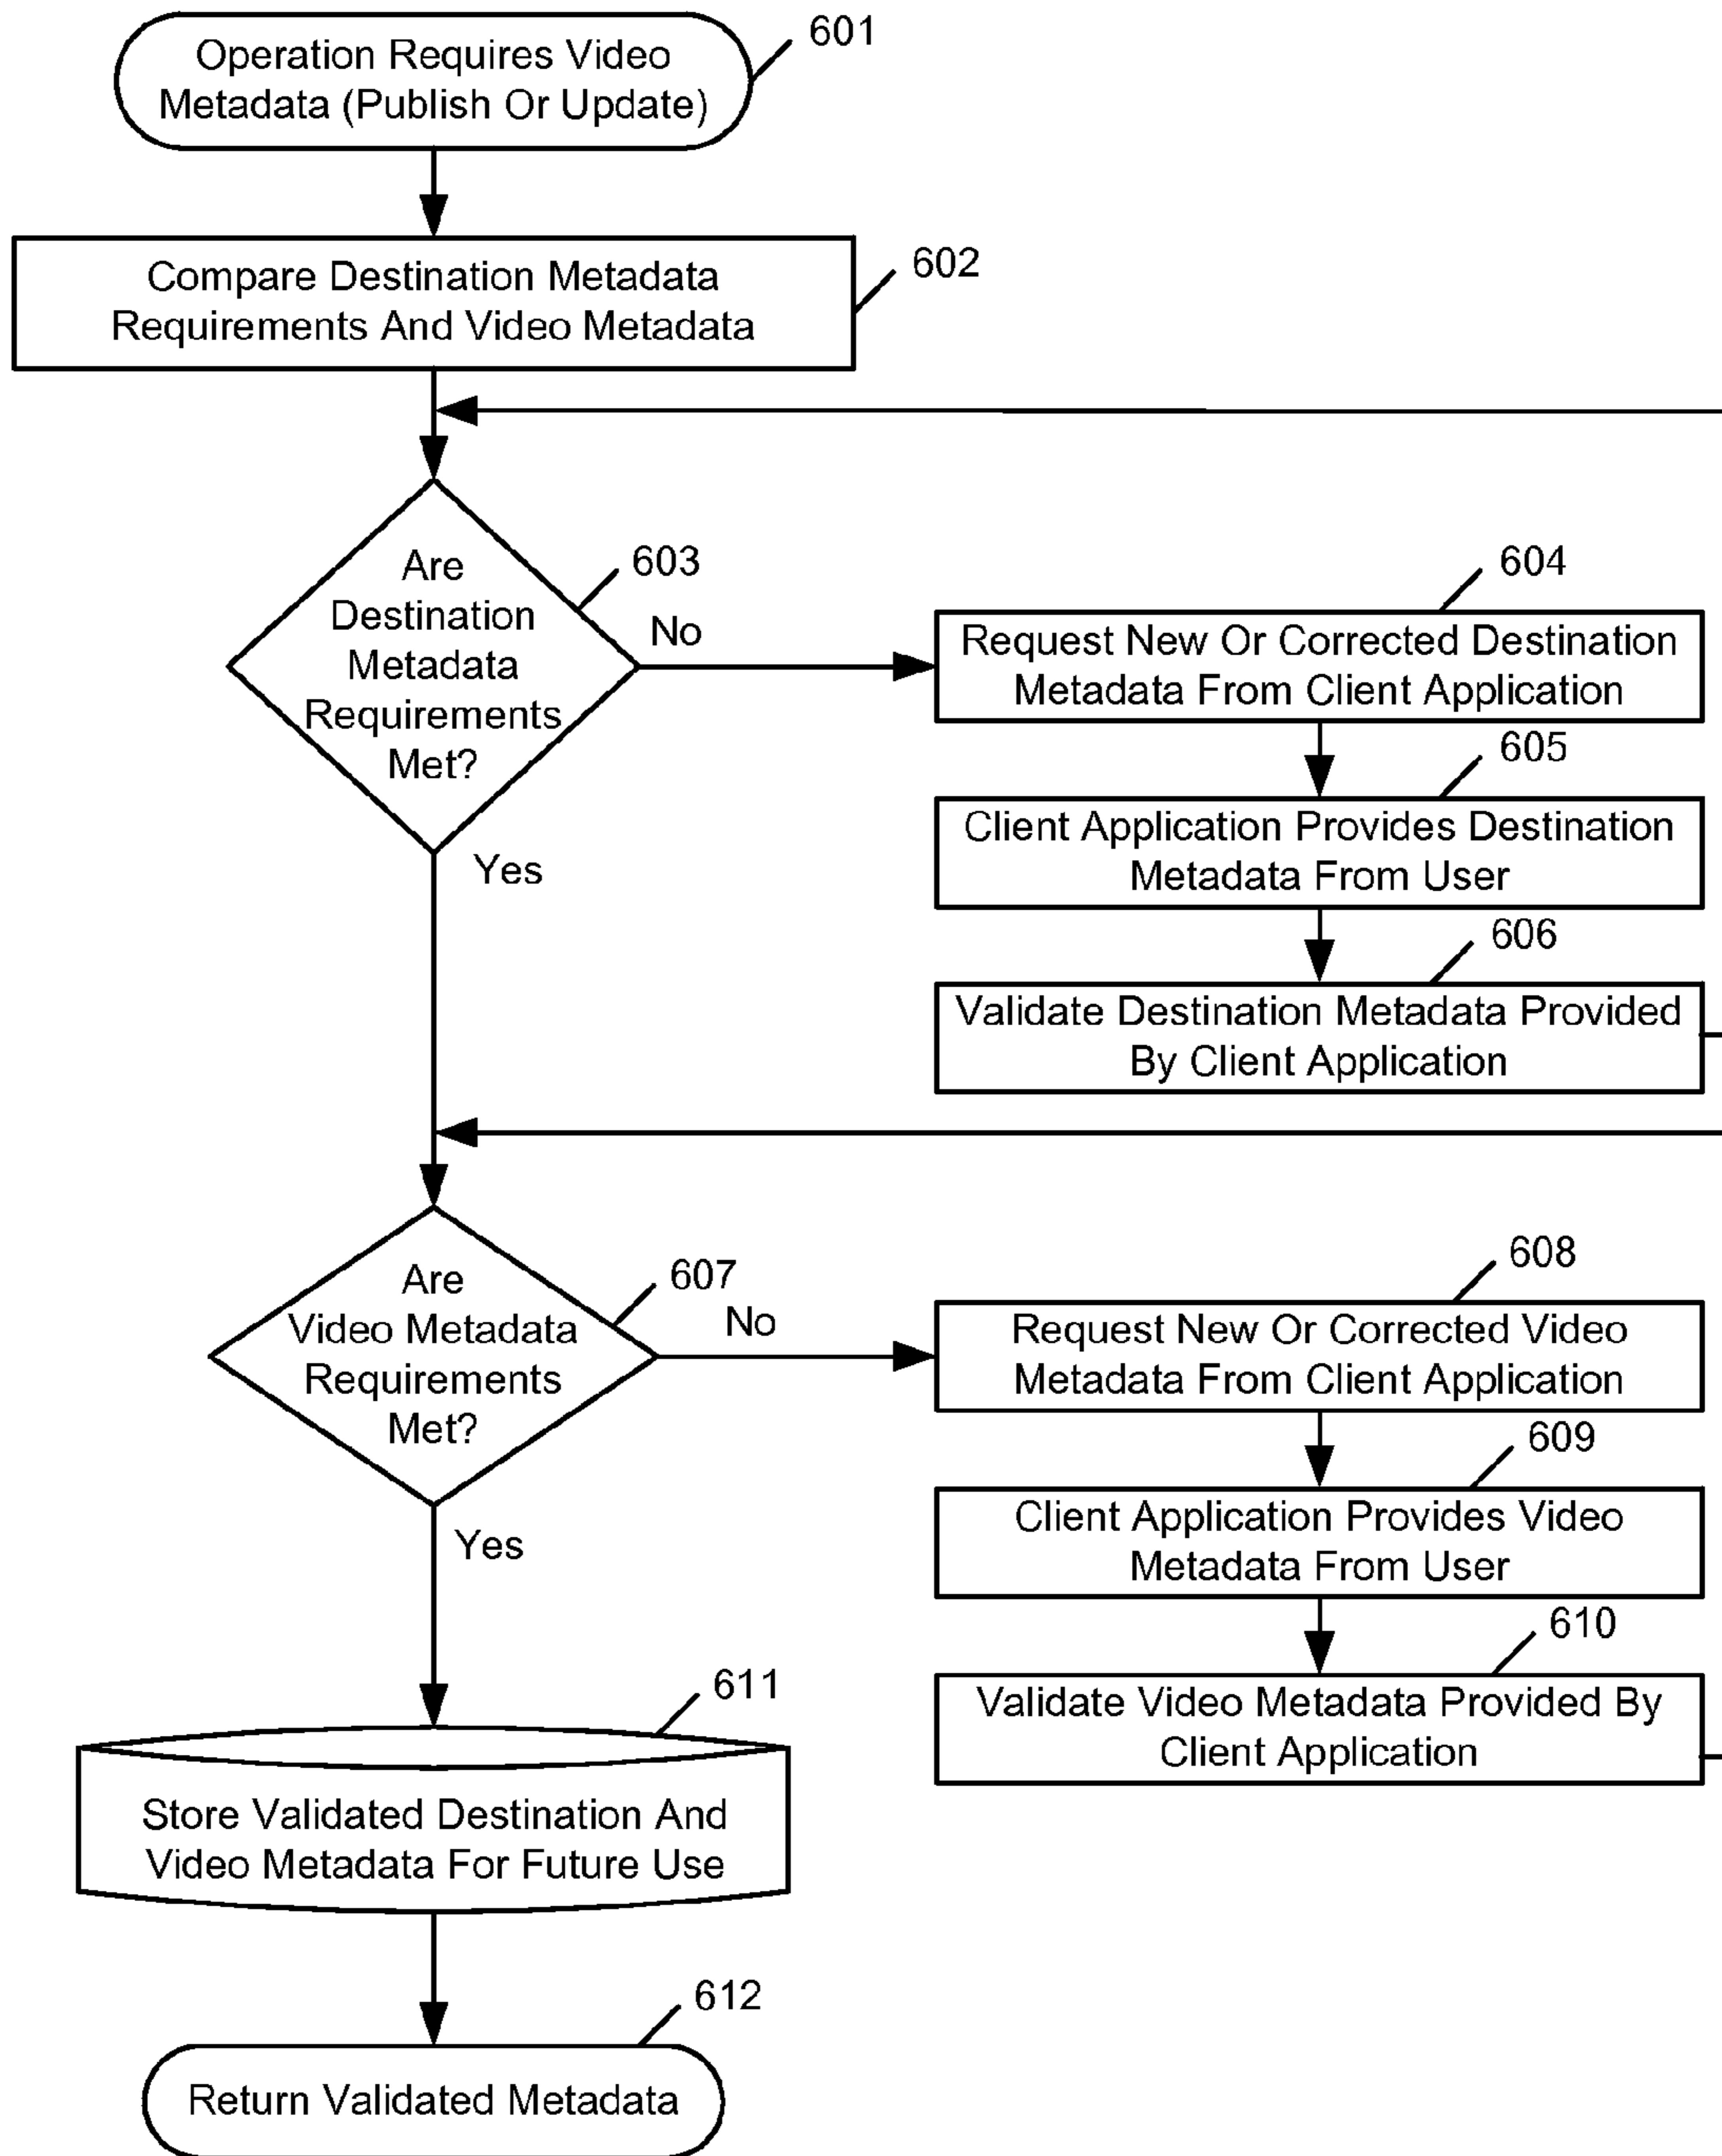 601
Operation Requires Video
Metadata (Publish Or Update)
602
Compare Destination Metadata
Requirements And Video Metadata
603
Are
Destination
Metadata
Requirements
Met?
No
Yes
604
Request New Or Corrected Destination
Metadata From Client Application
605
Client Application Provides Destination
Metadata From User
606
Validate Destination Metadata Provided
By Client Application
607
Are
Video Metadata
Requirements
Met?
No
Yes
608
Request New Or Corrected Video
Metadata From Client Application
609
Client Application Provides Video
Metadata From User
610
Validate Video Metadata Provided By
Client Application
611
Store Validated Destination And
Video Metadata For Future Use
612
Return Validated Metadata